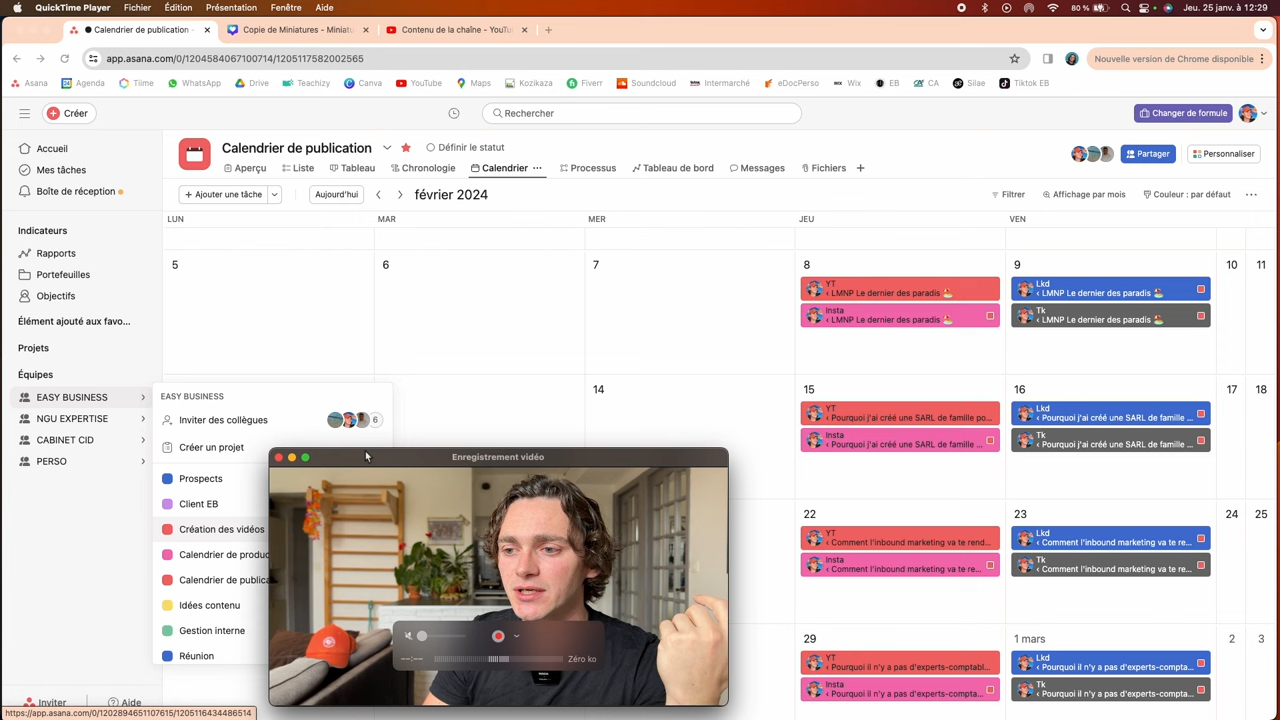 QuickTime Player Fichier Édition Présentation Fenêtre Aide 80 % Jeu. 25 janv. à 12:29
Calendrier de publication - Copie de Miniatures - Miniatu Contenu de la chaîne - YouTu
app.asana.com/0/1204584067100714/1205117582002565 Nouvelle version de Chrome disponible
Asana Agenda Tiime WhatsApp Drive Teachizy Canva YouTube Maps Kozikaza Fiverr Soundcloud Intermarché eDocPerso Wix EB CA Silae Tiktok EB
Créer Rechercher Changer de formule
Accueil
Mes tâches
Boîte de réception
Calendrier de publication Définir le statut Partager Personnaliser
Aperçu Liste Tableau Chronologie Calendrier Processus Tableau de bord Messages Fichiers
+ Ajouter une tâche Aujourd'hui février 2024 Filtrer Affichage par mois Couleur : par défaut
LUN MAR MER JEU VEN
Indicateurs
Rapports
Portefeuilles
Objectifs
Élément ajouté aux favo...
Projets
Équipes
EASY BUSINESS
NGU EXPERTISE
CABINET CID
PERSO
Inviter Aide
5 6 7 8 9 10 11
YT
‹ LMNP Le dernier des paradis
Insta
‹ LMNP Le dernier des paradis
Lkd
‹ LMNP Le dernier des paradis
Tk
‹ LMNP Le dernier des paradis
14 15 16 17 18
YT
‹ Pourquoi j'ai créé une SARL de famille po...
Insta
‹ Pourquoi j'ai créé une SARL de famille ...
Lkd
‹ Pourquoi j'ai créé une SARL de famille ...
Tk
‹ Pourquoi j'ai créé une SARL de famille ...
22 23 24 25
YT
‹ Comment l'inbound marketing va te rend...
Insta
‹ Comment l'inbound marketing va te re...
Lkd
‹ Comment l'inbound marketing va te re...
Tk
‹ Comment l'inbound marketing va te re...
29 1 mars 2 3
YT
‹ Pourquoi il n'y a pas d'experts-comptabl...
Insta
‹ Pourquoi il n'y a pas d'experts-compta...
Lkd
‹ Pourquoi il n'y a pas d'experts-compta...
Tk
‹ Pourquoi il n'y a pas d'experts-compta...
EASY BUSINESS
Inviter des collègues 6
Créer un projet
Prospects
Client EB
Création des vidéos
Calendrier de produc
Calendrier de publica
Idées contenu
Gestion interne
Réunion
Enregistrement vidéo
--:-- Zéro ko
https://app.asana.com/0/1202894651107615/1205116434486514